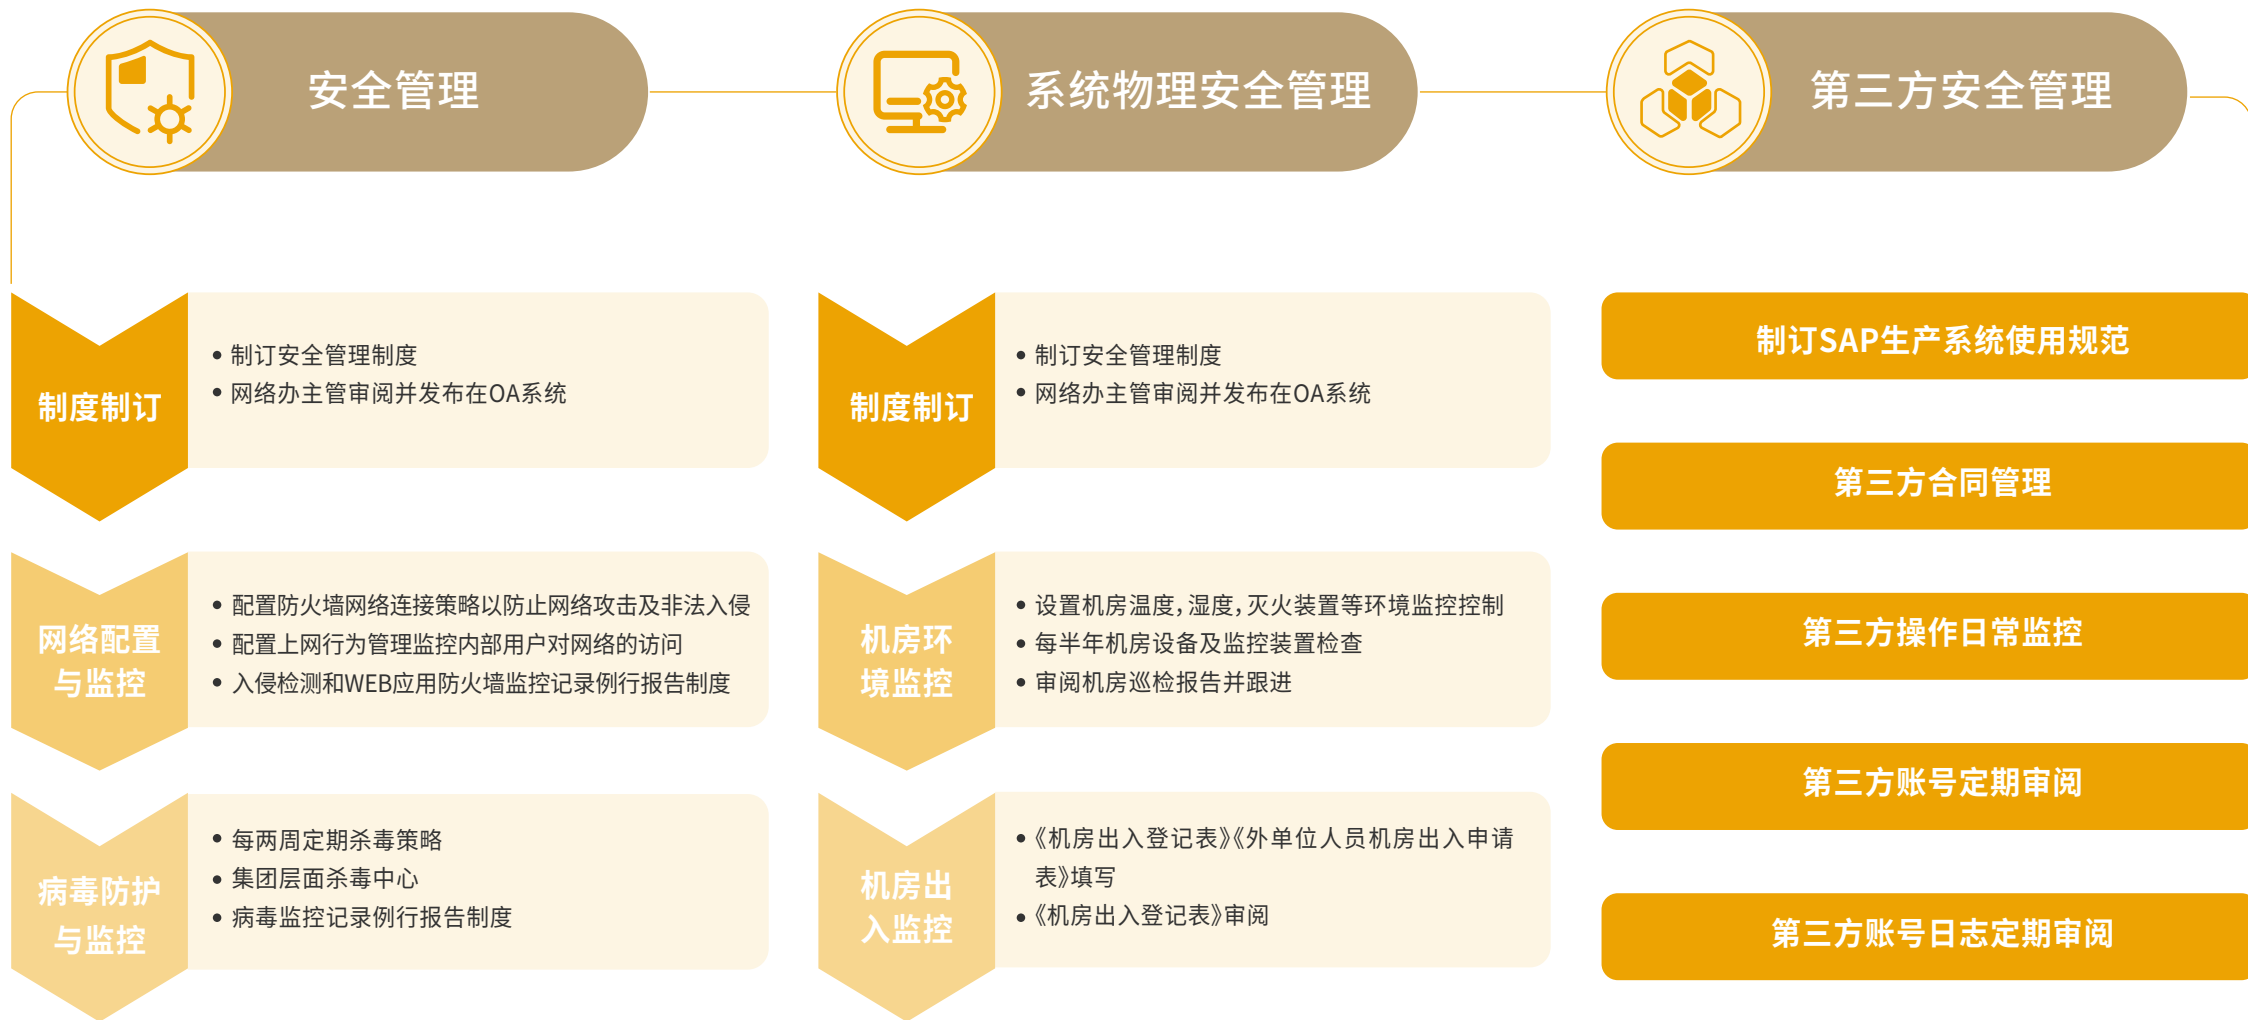 安全管理
系统物理安全管理
第三方安全管理
制度制订
制订安全管理制度
网络办主管审阅并发布在OA系统
网络配置
与监控
配置防火墙网络连接策略以防止网络攻击及非法入侵
配置上网行为管理监控内部用户对网络的访问
入侵检测和WEB应用防火墙监控记录例行报告制度
病毒防护
与监控
每两周定期杀毒策略
集团层面杀毒中心
病毒监控记录例行报告制度
制度制订
制订安全管理制度
网络办主管审阅并发布在OA系统
机房环
境监控
设置机房温度，湿度，灭火装置等环境监控控制
每半年机房设备及监控装置检查
审阅机房巡检报告并跟进
机房出
入监控
《机房出入登记表》《外单位人员机房出入申请
表》填写
《机房出入登记表》审阅
制订SAP生产系统使用规范
第三方合同管理
第三方操作日常监控
第三方账号定期审阅
第三方账号日志定期审阅